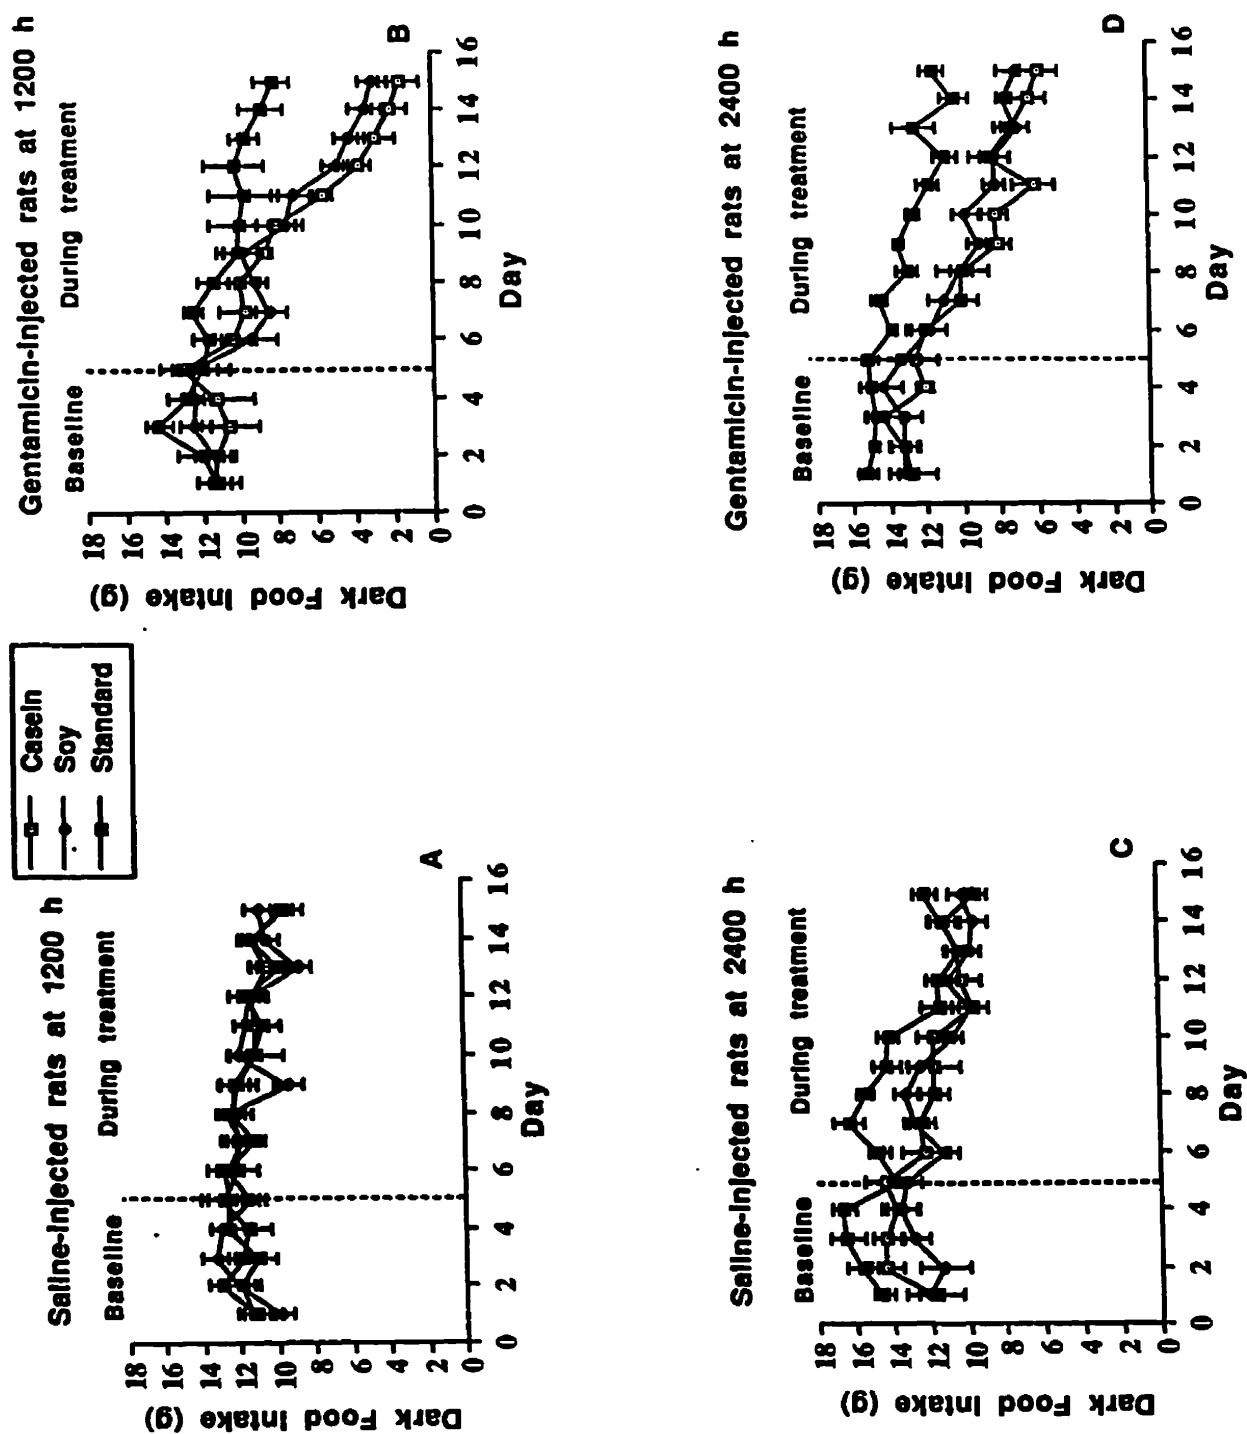 Casein
Soy
Standard
Saline-injected rats at 1200 h
Baseline
During treatment
A
18
16
14
12
10
8
6
4
2
0
Dark Food Intake (g)
0 2 4 6 8 10 12 14 16
Day
Gentamicin-injected rats at 1200 h
Baseline
During treatment
B
18
16
14
12
10
8
6
4
2
0
Dark Food Intake (g)
0 2 4 6 8 10 12 14 16
Day
Saline-injected rats at 2400 h
Baseline
During treatment
C
18
16
14
12
10
8
6
4
2
0
Dark Food Intake (g)
0 2 4 6 8 10 12 14 16
Day
Gentamicin-injected rats at 2400 h
Baseline
During treatment
D
18
16
14
12
10
8
6
4
2
0
Dark Food Intake (g)
0 2 4 6 8 10 12 14 16
Day